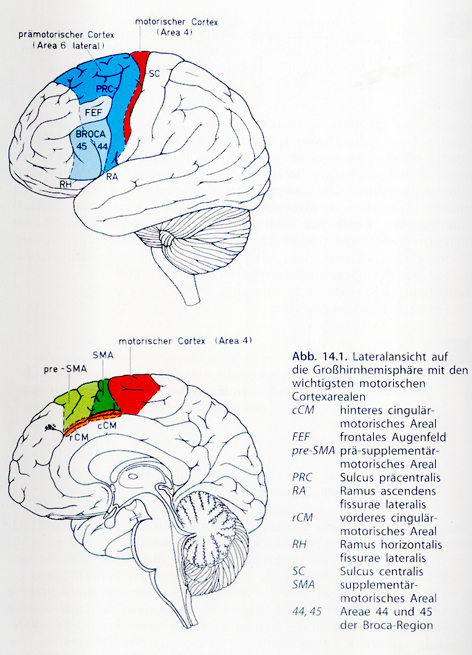 motorischer Cortex
(Area 4)
prämotorischer Cortex
(Area 6 lateral)
SC
PRC
FEF
BROCA
45 44
RH
RA
motorischer Cortex (Area 4)
SMA
pre-SMA
cCM
rCM
Abb. 14.1. Lateralansicht auf
die Großhirnhemisphäre mit den
wichtigsten motorischen
Cortexarealen
cCM hinteres cingulär-
motorisches Areal
FEF frontales Augenfeld
pre-SMA prä-supplementär-
motorisches Areal
PRC Sulcus präcentralis
RA Ramus ascendens
fissurae lateralis
rCM vorderes cingulär-
motorisches Areal
RH Ramus horizontalis
fissurae lateralis
SC Sulcus centralis
SMA supplementär-
motorisches Areal
44, 45 Areae 44 und 45
der Broca-Region